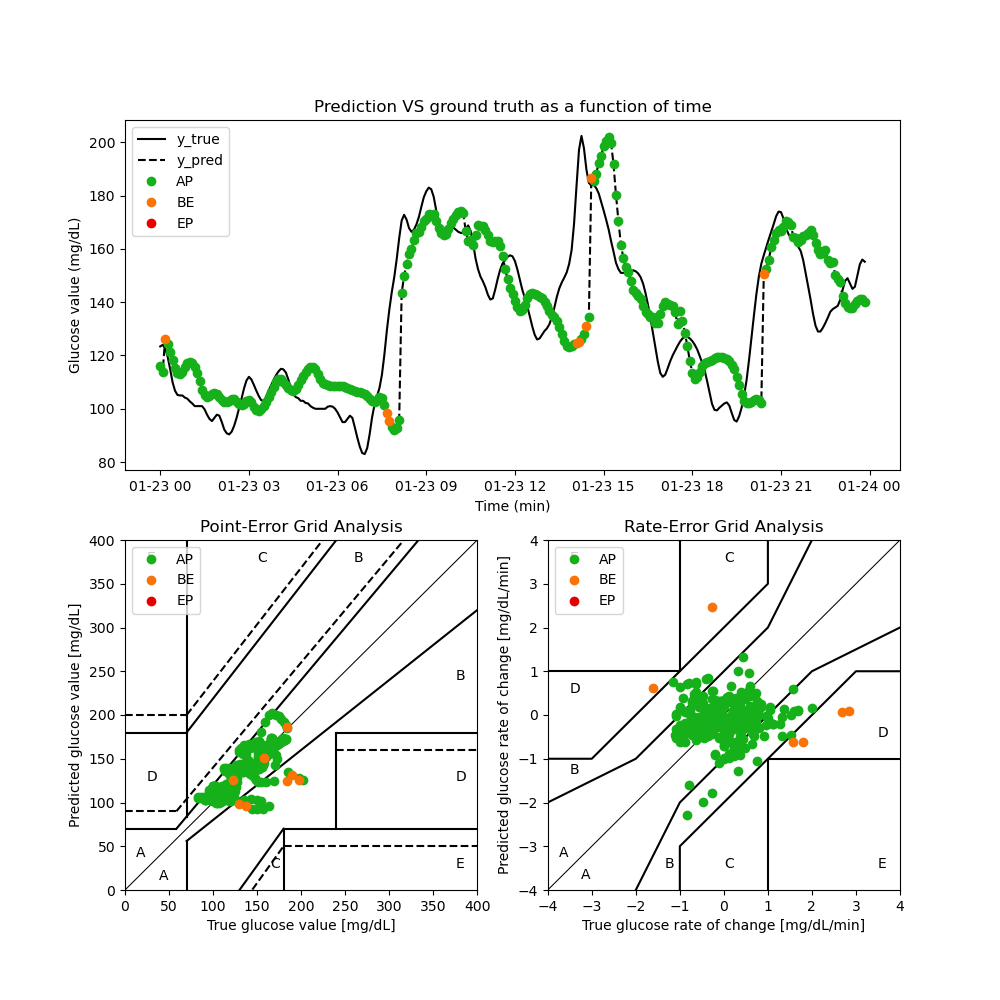 Prediction VS ground truth as a function of time
Glucose value (mg/dL)
200
180
160
140
120
100
80
y_true
y_pred
AP
BE
EP
01-23 00 01-23 03 01-23 06 01-23 09 01-23 12 01-23 15 01-23 18 01-23 21 01-24 00
Time (min)
Point-Error Grid Analysis
Predicted glucose value [mg/dL]
400
350
300
250
200
150
100
50
0
AP
BE
EP
C B
B
D D
A
A
C E
0 50 100 150 200 250 300 350 400
True glucose value [mg/dL]
Rate-Error Grid Analysis
Predicted glucose rate of change [mg/dL/min]
4
3
2
1
0
−1
−2
−3
−4
AP
BE
EP
C
D
D
B
A
A
B C E
−4 −3 −2 −1 0 1 2 3 4
True glucose rate of change [mg/dL/min]